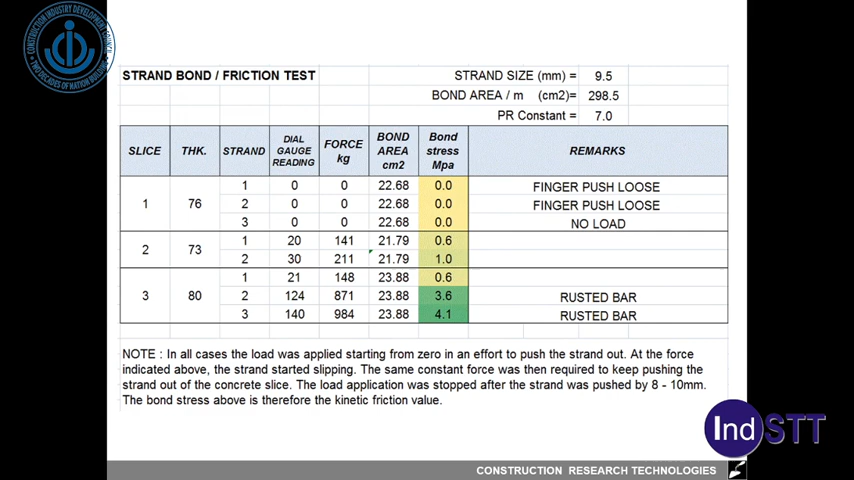 CONSTRUCTION INDUSTRY DEVELOPMENT COUNCIL
TWO DECADES OF NATION BUILDING
STRAND BOND / FRICTION TEST STRAND SIZE (mm) = 9.5
BOND AREA / m (cm2)= 298.5
PR Constant = 7.0
SLICE THK. STRAND DIAL GAUGE READING FORCE kg BOND AREA cm2 Bond stress Mpa REMARKS
1 76 1 0 0 22.68 0.0 FINGER PUSH LOOSE
2 0 0 22.68 0.0 FINGER PUSH LOOSE
3 0 0 22.68 0.0 NO LOAD
2 73 1 20 141 21.79 0.6
2 30 211 21.79 1.0
3 80 1 21 148 23.88 0.6
2 124 871 23.88 3.6 RUSTED BAR
3 140 984 23.88 4.1 RUSTED BAR
NOTE : In all cases the load was applied starting from zero in an effort to push the strand out. At the force
indicated above, the strand started slipping. The same constant force was then required to keep pushing the
strand out of the concrete slice. The load application was stopped after the strand was pushed by 8 - 10mm.
The bond stress above is therefore the kinetic friction value.
IndSTT
CONSTRUCTION RESEARCH TECHNOLOGIES